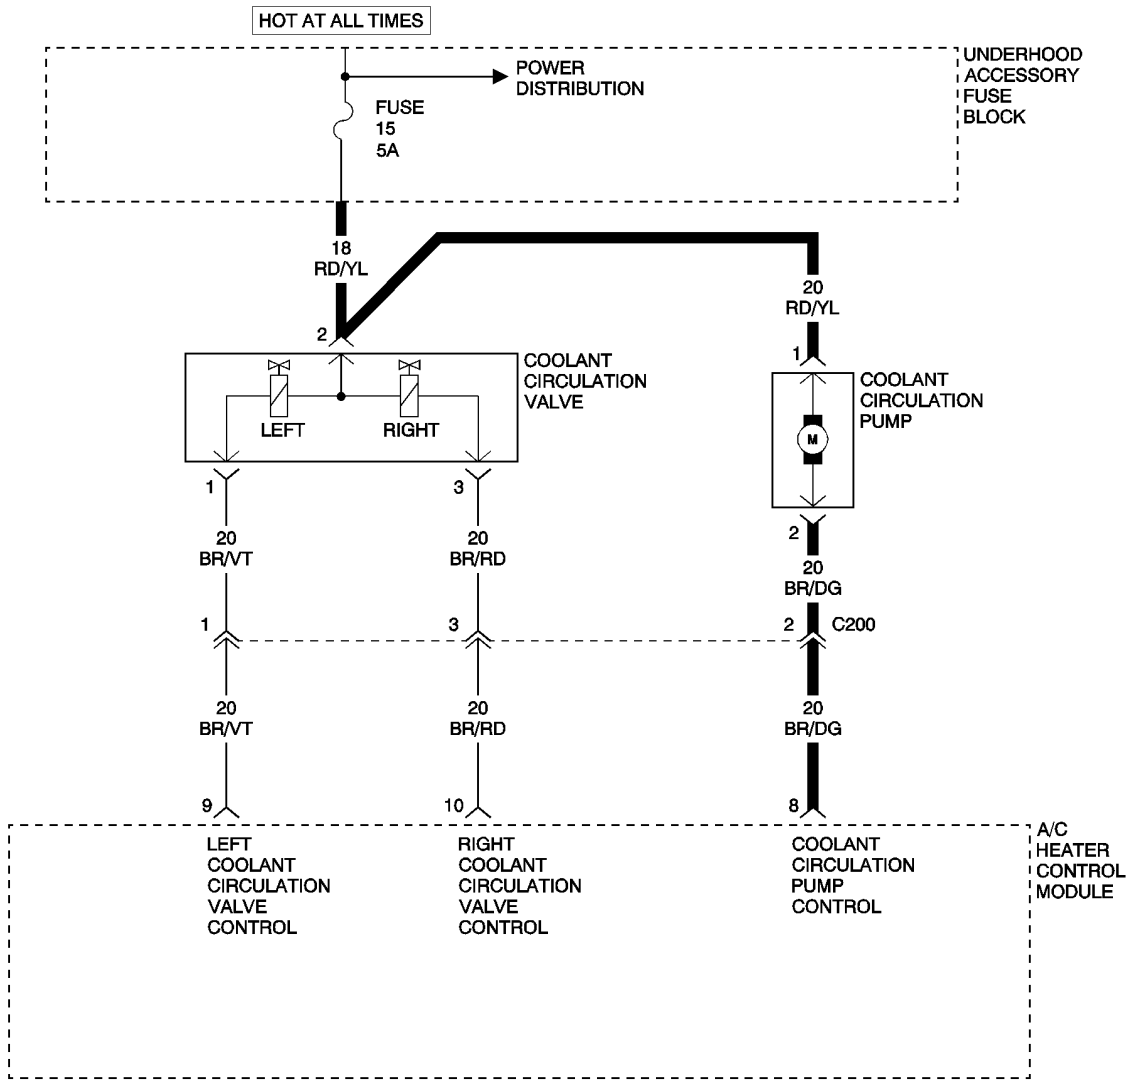 HOT AT ALL TIMES
POWER
DISTRIBUTION
UNDERHOOD
ACCESSORY
FUSE
BLOCK
FUSE
15
5A
18
RD/YL
20
RD/YL
2
1
COOLANT
CIRCULATION
VALVE
LEFT
RIGHT
COOLANT
CIRCULATION
PUMP
M
1
3
2
20
BR/VT
20
BR/RD
20
BR/DG
1
3
2
C200
20
BR/VT
20
BR/RD
20
BR/DG
9
10
8
LEFT
COOLANT
CIRCULATION
VALVE
CONTROL
RIGHT
COOLANT
CIRCULATION
VALVE
CONTROL
COOLANT
CIRCULATION
PUMP
CONTROL
A/C
HEATER
CONTROL
MODULE